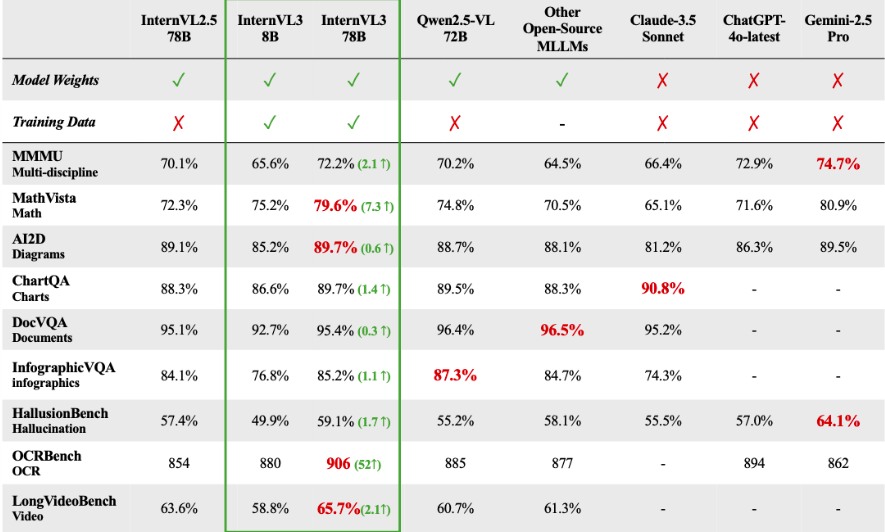 InternVL2.5 78B InternVL3 8B InternVL3 78B Qwen2.5-VL 72B Other Open-Source MLLMs Claude-3.5 Sonnet ChatGPT-4o-latest Gemini-2.5 Pro
Model Weights ✓ ✓ ✓ ✓ ✓ ✗ ✗ ✗
Training Data ✗ ✓ ✓ ✗ - ✗ ✗ ✗
MMMU Multi-discipline 70.1% 65.6% 72.2% (2.1 ↑) 70.2% 64.5% 66.4% 72.9% 74.7%
MathVista Math 72.3% 75.2% 79.6% (7.3 ↑) 74.8% 70.5% 65.1% 71.6% 80.9%
AI2D Diagrams 89.1% 85.2% 89.7% (0.6 ↑) 88.7% 88.1% 81.2% 86.3% 89.5%
ChartQA Charts 88.3% 86.6% 89.7% (1.4 ↑) 89.5% 88.3% 90.8% - -
DocVQA Documents 95.1% 92.7% 95.4% (0.3 ↑) 96.4% 96.5% 95.2% - -
InfographicVQA infographics 84.1% 76.8% 85.2% (1.1 ↑) 87.3% 84.7% 74.3% - -
HallusionBench Hallucination 57.4% 49.9% 59.1% (1.7 ↑) 55.2% 58.1% 55.5% 57.0% 64.1%
OCRBench OCR 854 880 906 (52↑) 885 877 - 894 862
LongVideoBench Video 63.6% 58.8% 65.7% (2.1↑) 60.7% 61.3% - - -